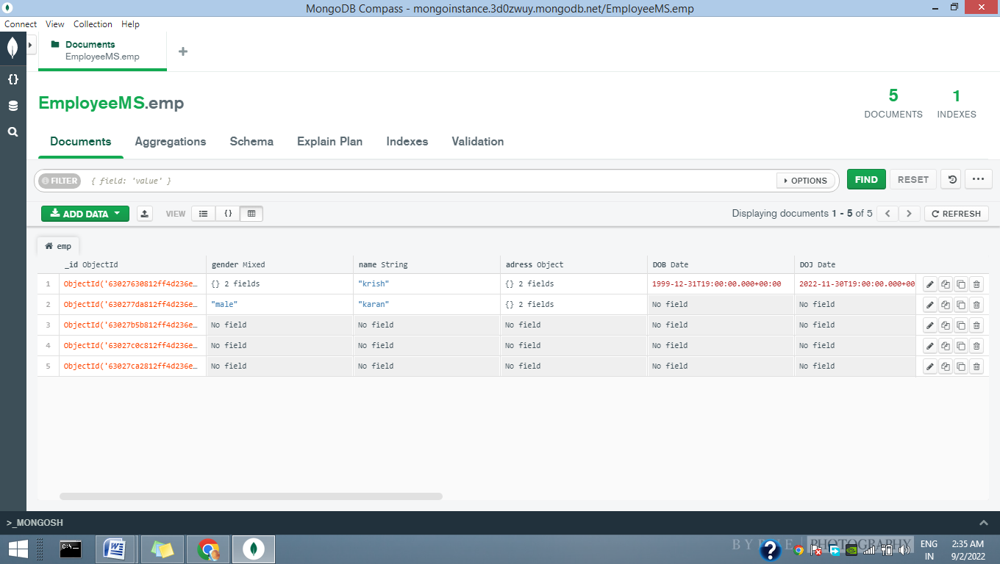 MongoDB Compass - mongoinstance.3d0zwuy.mongodb.net/EmployeeMS.emp
Connect View Collection Help
Documents
EmployeeMS.emp
EmployeeMS.emp
5 DOCUMENTS
1 INDEXES
Documents Aggregations Schema Explain Plan Indexes Validation
FILTER { field: 'value' } OPTIONS FIND RESET
ADD DATA VIEW {} Displaying documents 1 - 5 of 5 REFRESH
emp
_id ObjectId gender Mixed name String adress Object DOB Date DOJ Date
1 ObjectId('63027630812ff4d236e… {} 2 fields "krish" {} 2 fields 1999-12-31T19:00:00.000+00:00 2022-11-30T19:00:00.000+00
2 ObjectId('630277da812ff4d236e… "male" "karan" {} 2 fields No field No field
3 ObjectId('63027b5b812ff4d236e… No field No field No field No field No field
4 ObjectId('63027c0c812ff4d236e… No field No field No field No field No field
5 ObjectId('63027ca2812ff4d236e… No field No field No field No field No field
>_MONGOSH
PHOTOGRAPHY
ENG 2:35 AM
IN 9/2/2022